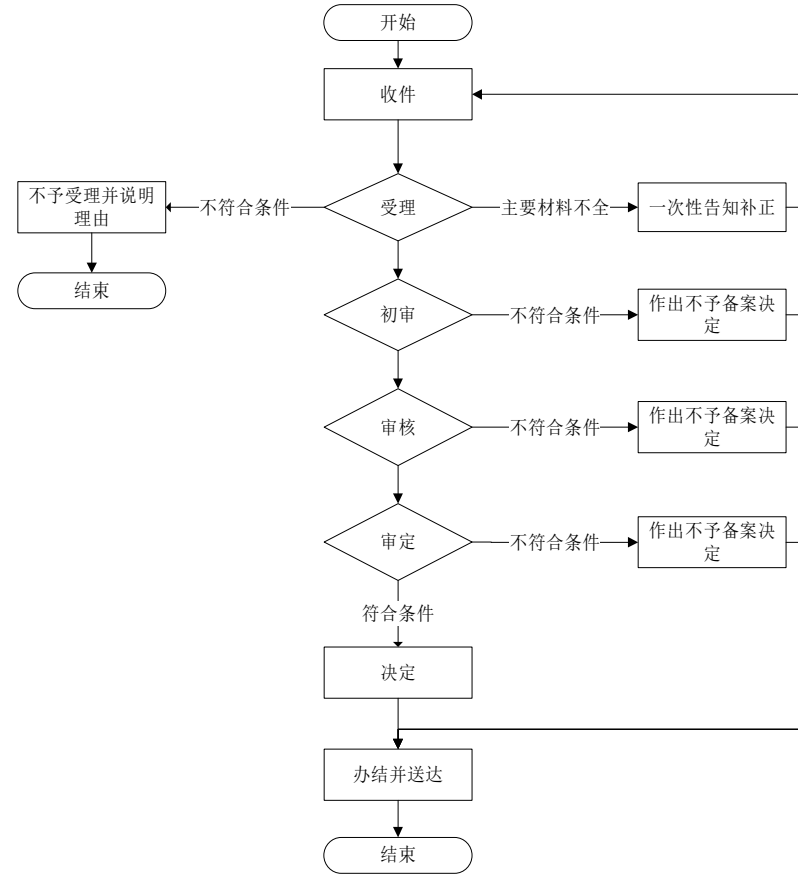 开始
收件
不予受理并说明
理由
不符合条件
受理
主要材料不全
一次性告知补正
结束
初审
不符合条件
作出不予备案决
定
审核
不符合条件
作出不予备案决
定
审定
不符合条件
作出不予备案决
定
符合条件
决定
办结并送达
结束